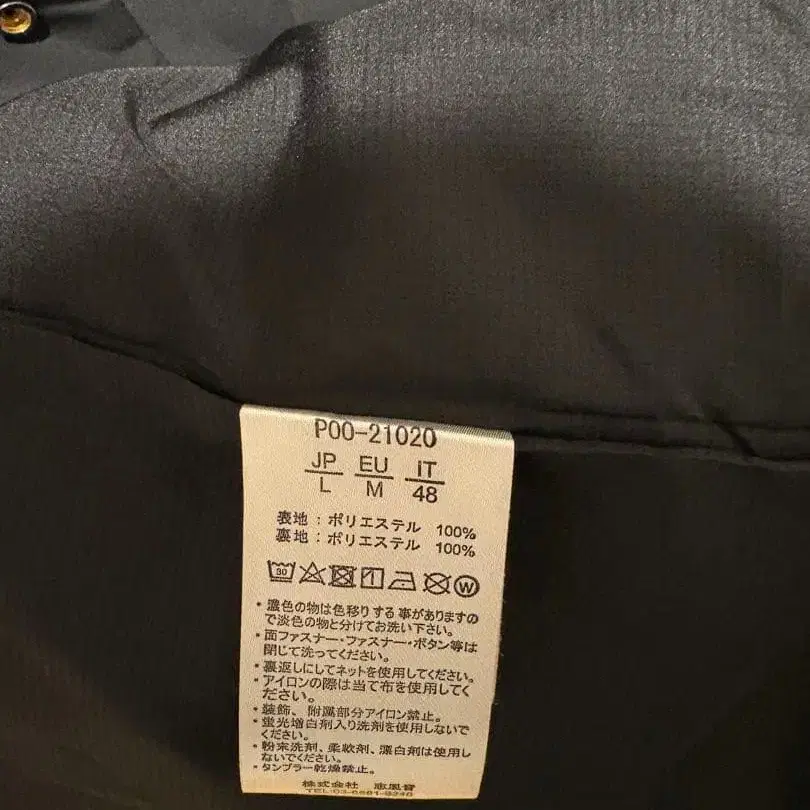 P00-21020
JP EU IT
L M 48
表地：ポリエステル 100%
裏地：ポリエステル 100%
30 W
・濃色の物は色移りする事がありますの
で淡色の物と分けてお洗い下さい。
・面ファスナー・ファスナー・ボタン等は
閉じて洗ってください。
・裏返しにしてネットを使用してください。
・アイロンの際は当て布を使用してく
ださい。
・装飾、附属部分アイロン禁止。
・蛍光増白剤入り洗剤を使用しないで
ください。
・粉末洗剤、柔軟剤、漂白剤は使用し
ないでください。
・タンブラー乾燥禁止。
株式会社
TEL:03-6661-9240